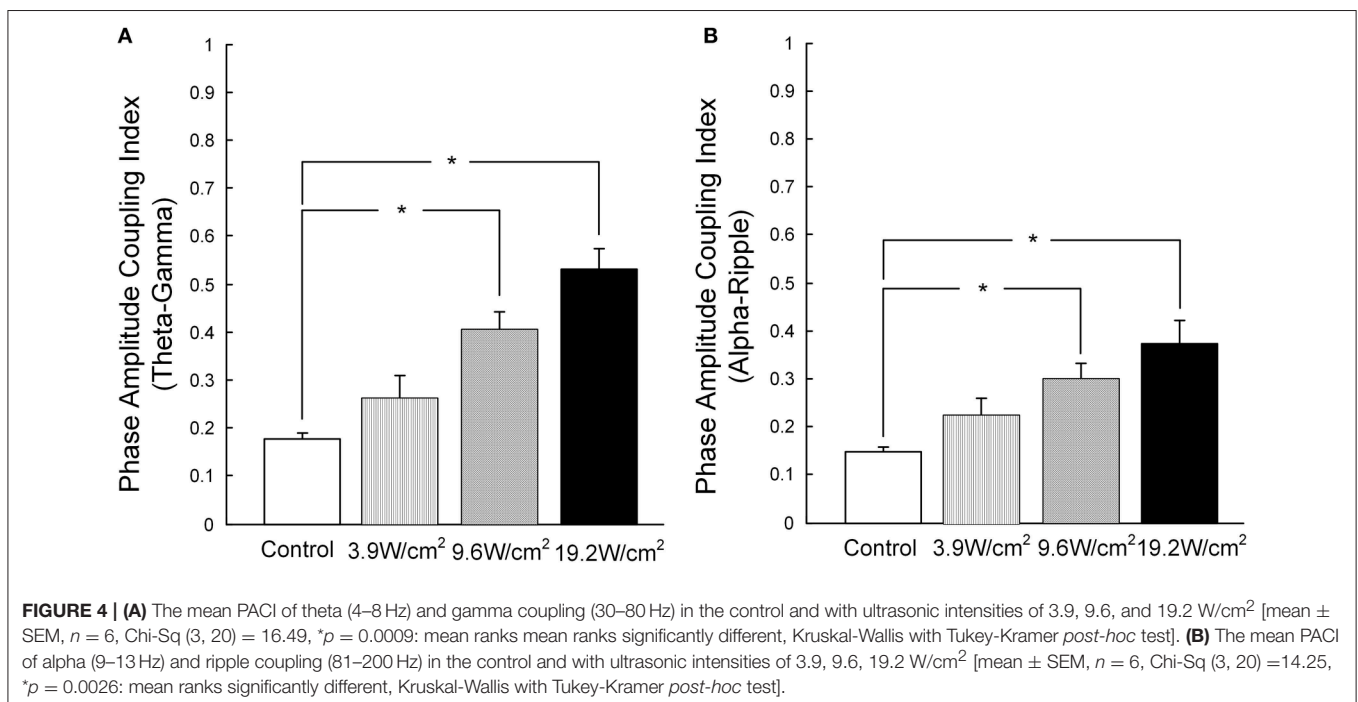 A
Phase Amplitude Coupling Index
(Theta-Gamma)
1
0.9
0.8
0.7
0.6
0.5
0.4
0.3
0.2
0.1
0
*
*
Control
3.9W/cm²
9.6W/cm²
19.2W/cm²
B
Phase Amplitude Coupling Index
(Alpha-Ripple)
1
0.9
0.8
0.7
0.6
0.5
0.4
0.3
0.2
0.1
0
*
*
Control
3.9W/cm²
9.6W/cm²
19.2W/cm²
FIGURE 4 | (A) The mean PACI of theta (4–8 Hz) and gamma coupling (30–80 Hz) in the control and with ultrasonic intensities of 3.9, 9.6, and 19.2 W/cm² [mean ±
SEM, n = 6, Chi-Sq (3, 20) = 16.49, *p = 0.0009: mean ranks mean ranks significantly different, Kruskal-Wallis with Tukey-Kramer post-hoc test]. (B) The mean PACI
of alpha (9–13 Hz) and ripple coupling (81–200 Hz) in the control and with ultrasonic intensities of 3.9, 9.6, 19.2 W/cm² [mean ± SEM, n = 6, Chi-Sq (3, 20) =14.25,
*p = 0.0026: mean ranks significantly different, Kruskal-Wallis with Tukey-Kramer post-hoc test].